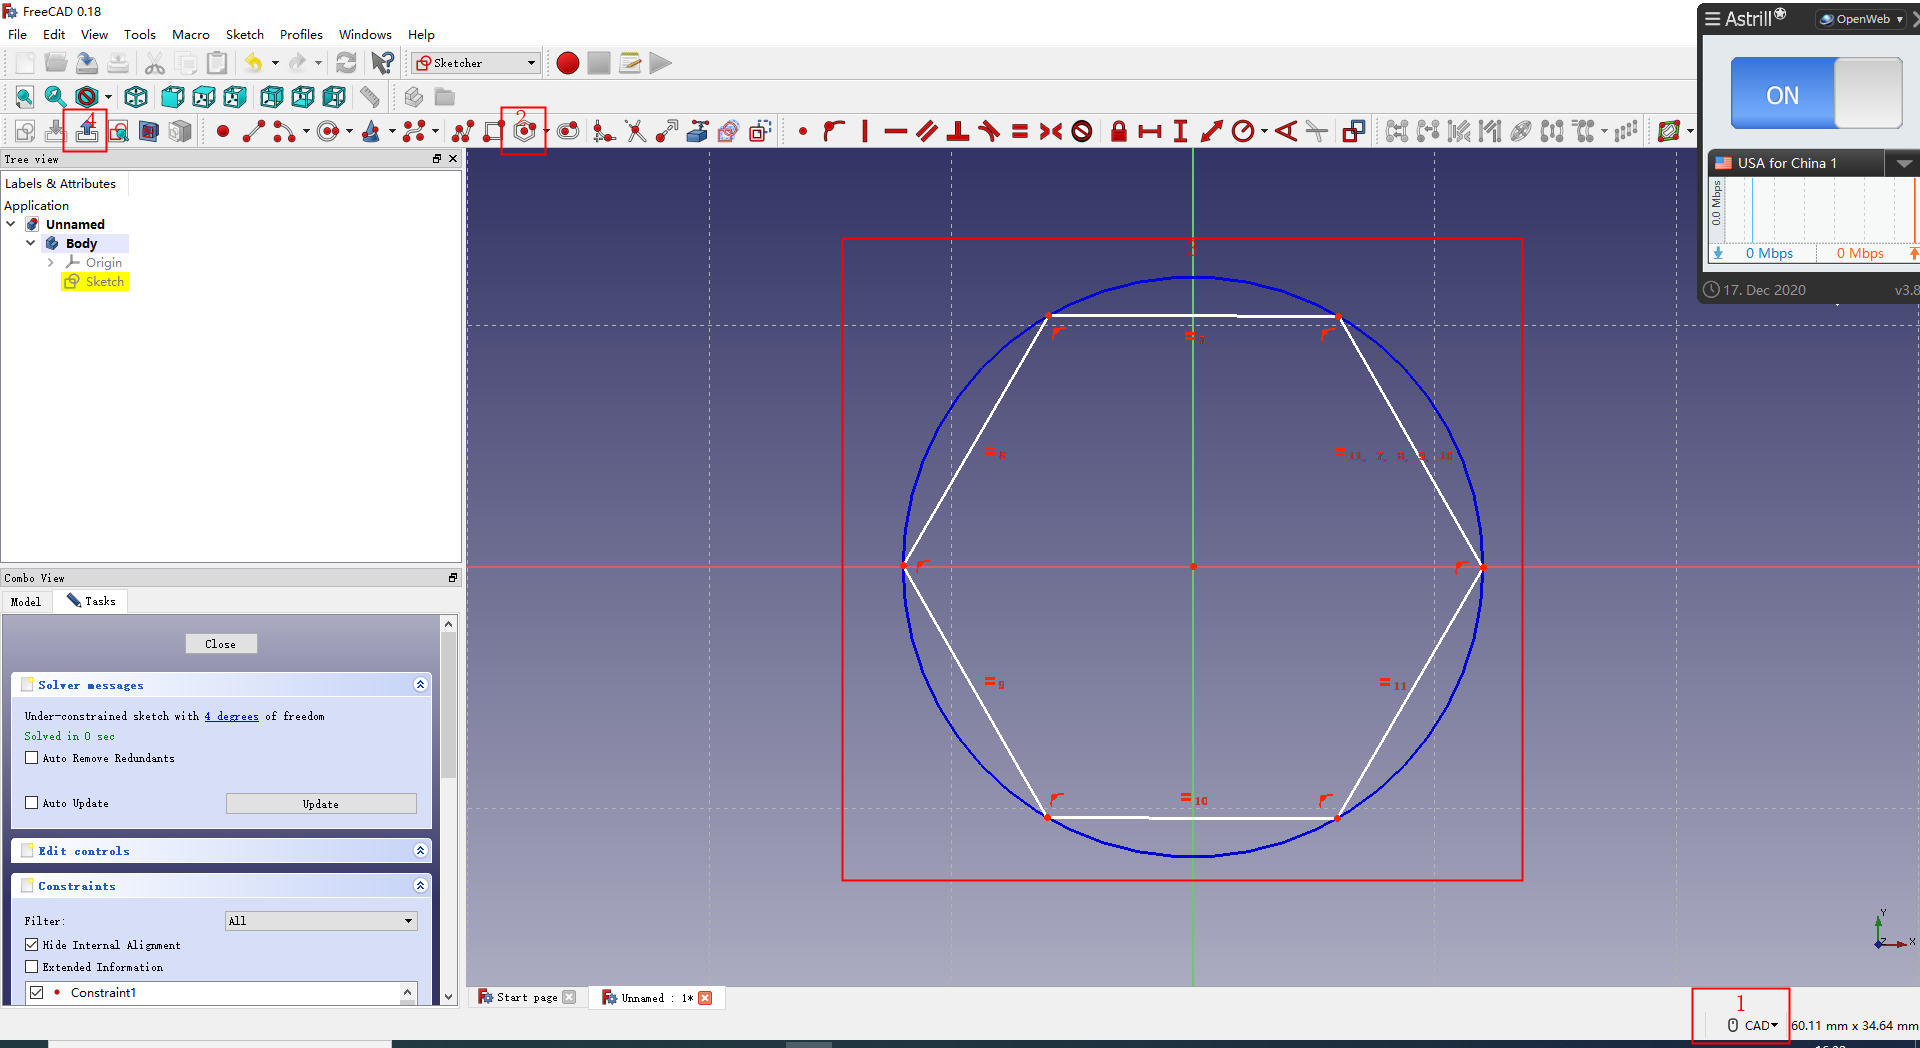 FreeCAD 0.18
File Edit View Tools Macro Sketch Profiles Windows Help
Sketcher
4
2
Tree view
Labels & Attributes
Application
Unnamed
Body
Origin
Sketch
Combo View
Model Tasks
Close
Solver messages
Under-constrained sketch with 4 degrees of freedom
Solved in 0 sec
Auto Remove Redundants
Auto Update
Update
Edit controls
Constraints
Filter: All
Hide Internal Alignment
Extended Information
Constraint1
3
7
8
11, 7, 8, 9, 10
9
11
10
Y
Z X
Start page
Unnamed : 1*
1
CAD
60.11 mm x 34.64 mm
Astrill
OpenWeb
ON
USA for China 1
0.0 Mbps
0 Mbps 0 Mbps
17. Dec 2020 v3.8